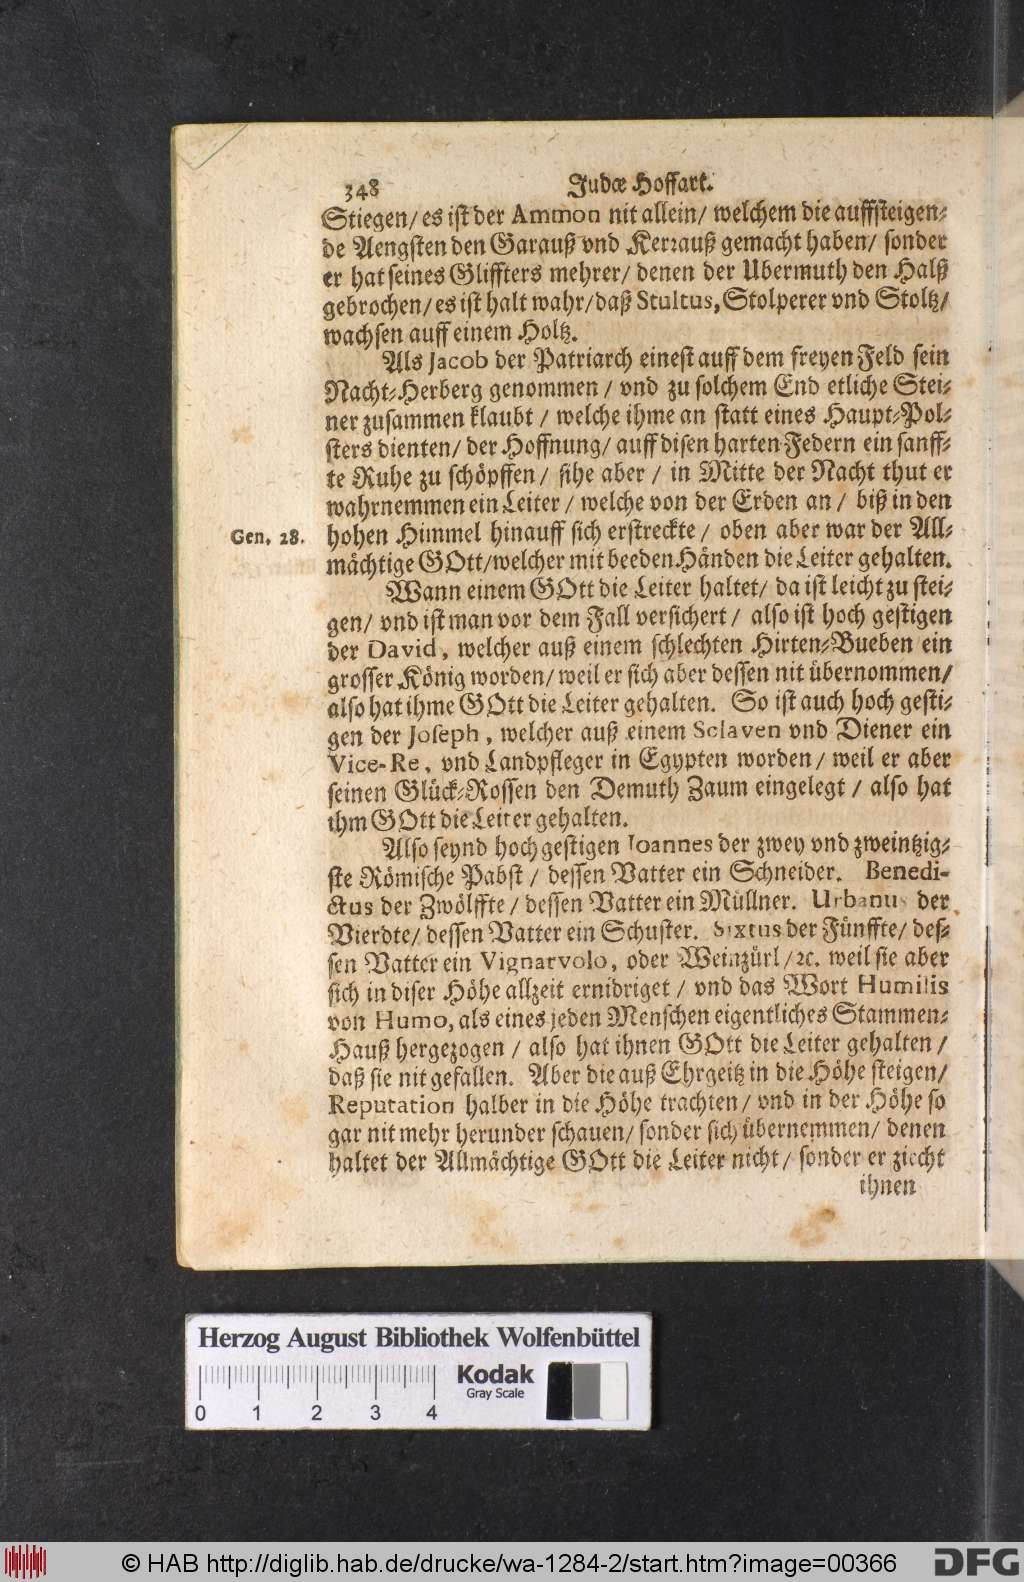 348 Judæ Hoffart.
Stiegen/ es ist der Ammon nit allein/ welchem die auffsteigen-
de Aengsten den Garauß vnd Kerrauß gemacht haben/ sonder
er hat seines Gliffters mehrer/ denen der Ubermuth den Halß
gebrochen/ es ist halt wahr/ daß Stultus, Stolperer vnd Stoltz/
wachsen auff einem Holtz.
Als Jacob der Patriarch einest auff dem freyen Feld sein
Nacht-Herberg genommen / vnd zu solchem End etliche Stei-
ner zusammen klaubt / welche ihme an statt eines Haupt-Pol-
sters dienten/ der Hoffnung/ auff disen harten Federn ein sanff-
te Ruhe zu schöpffen/ sihe aber / in Mitte der Nacht thut er
wahrnemmen ein Leiter / welche von der Erden an / biß in den
Gen. 28.
hohen Himmel hinauff sich erstreckte / oben aber war der All-
mächtige GOtt/ welcher mit beeden Händen die Leiter gehalten.
Wann einem GOtt die Leiter haltet/ da ist leicht zu stei-
gen/ vnd ist man vor dem Fall versichert / also ist hoch gestigen
der David, welcher auß einem schlechten Hirten-Bueben ein
grosser König worden/ weil er sich aber dessen nit übernommen/
also hat ihme GOtt die Leiter gehalten. So ist auch hoch gesti-
gen der Joseph, welcher auß einem Sclaven vnd Diener ein
Vice-Re, vnd Landpfleger in Egypten worden / weil er aber
seinen Glück-Rossen den Demuth Zaum eingelegt / also hat
ihm GOtt die Leiter gehalten.
Also seynd hoch gestigen Joannes der zwey vnd zweintzig-
ste Römische Pabst / dessen Vatter ein Schneider. Benedi-
ctus der Zwölffte / dessen Vatter ein Müllner. Urbanus der
Vierdte/ dessen Vatter ein Schuster. Sixtus der Fünffte/ des-
sen Vatter ein Vignarvolo, oder Weinzürl /ꝛc. weil sie aber
sich in diser Höhe allzeit ernidriget / vnd das Wort Humilis
von Humo, als eines jeden Menschen eigentliches Stammen-
Hauß hergezogen / also hat ihnen GOtt die Leiter gehalten /
daß sie nit gefallen. Aber die auß Ehrgeitz in die Höhe steigen/
Reputation halber in die Höhe trachten / vnd in der Höhe so
gar nit mehr herunder schauen/ sonder sich übernemmen/ denen
haltet der Allmächtige GOtt die Leiter nicht/ sonder er ziecht
ihnen
Herzog August Bibliothek Wolfenbüttel
Kodak
Gray Scale
0 1 2 3 4
© HAB http://diglib.hab.de/drucke/wa-1284-2/start.htm?image=00366
DFG